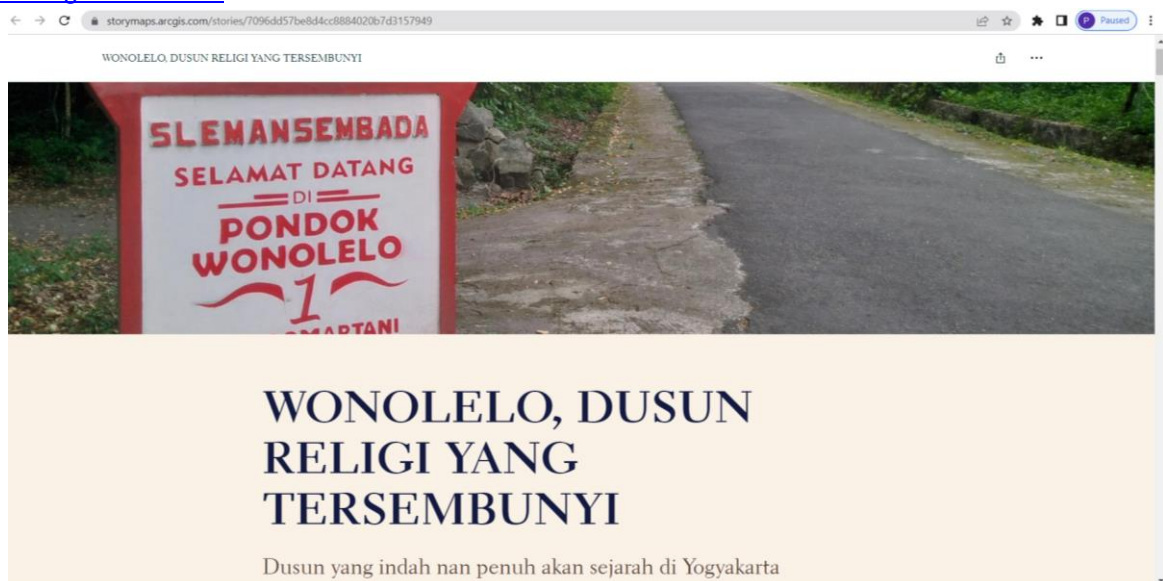 storymaps.arcgis.com/stories/7096dd57be8d4cc8884020b7d3157949
P Paused
WONOLELO, DUSUN RELIGI YANG TERSEMBUNYI
SLEMANSEMBADA
SELAMAT DATANG
DI
PONDOK
WONOLELO
1
WONOLELO, DUSUN
RELIGI YANG
TERSEMBUNYI
Dusun yang indah nan penuh akan sejarah di Yogyakarta